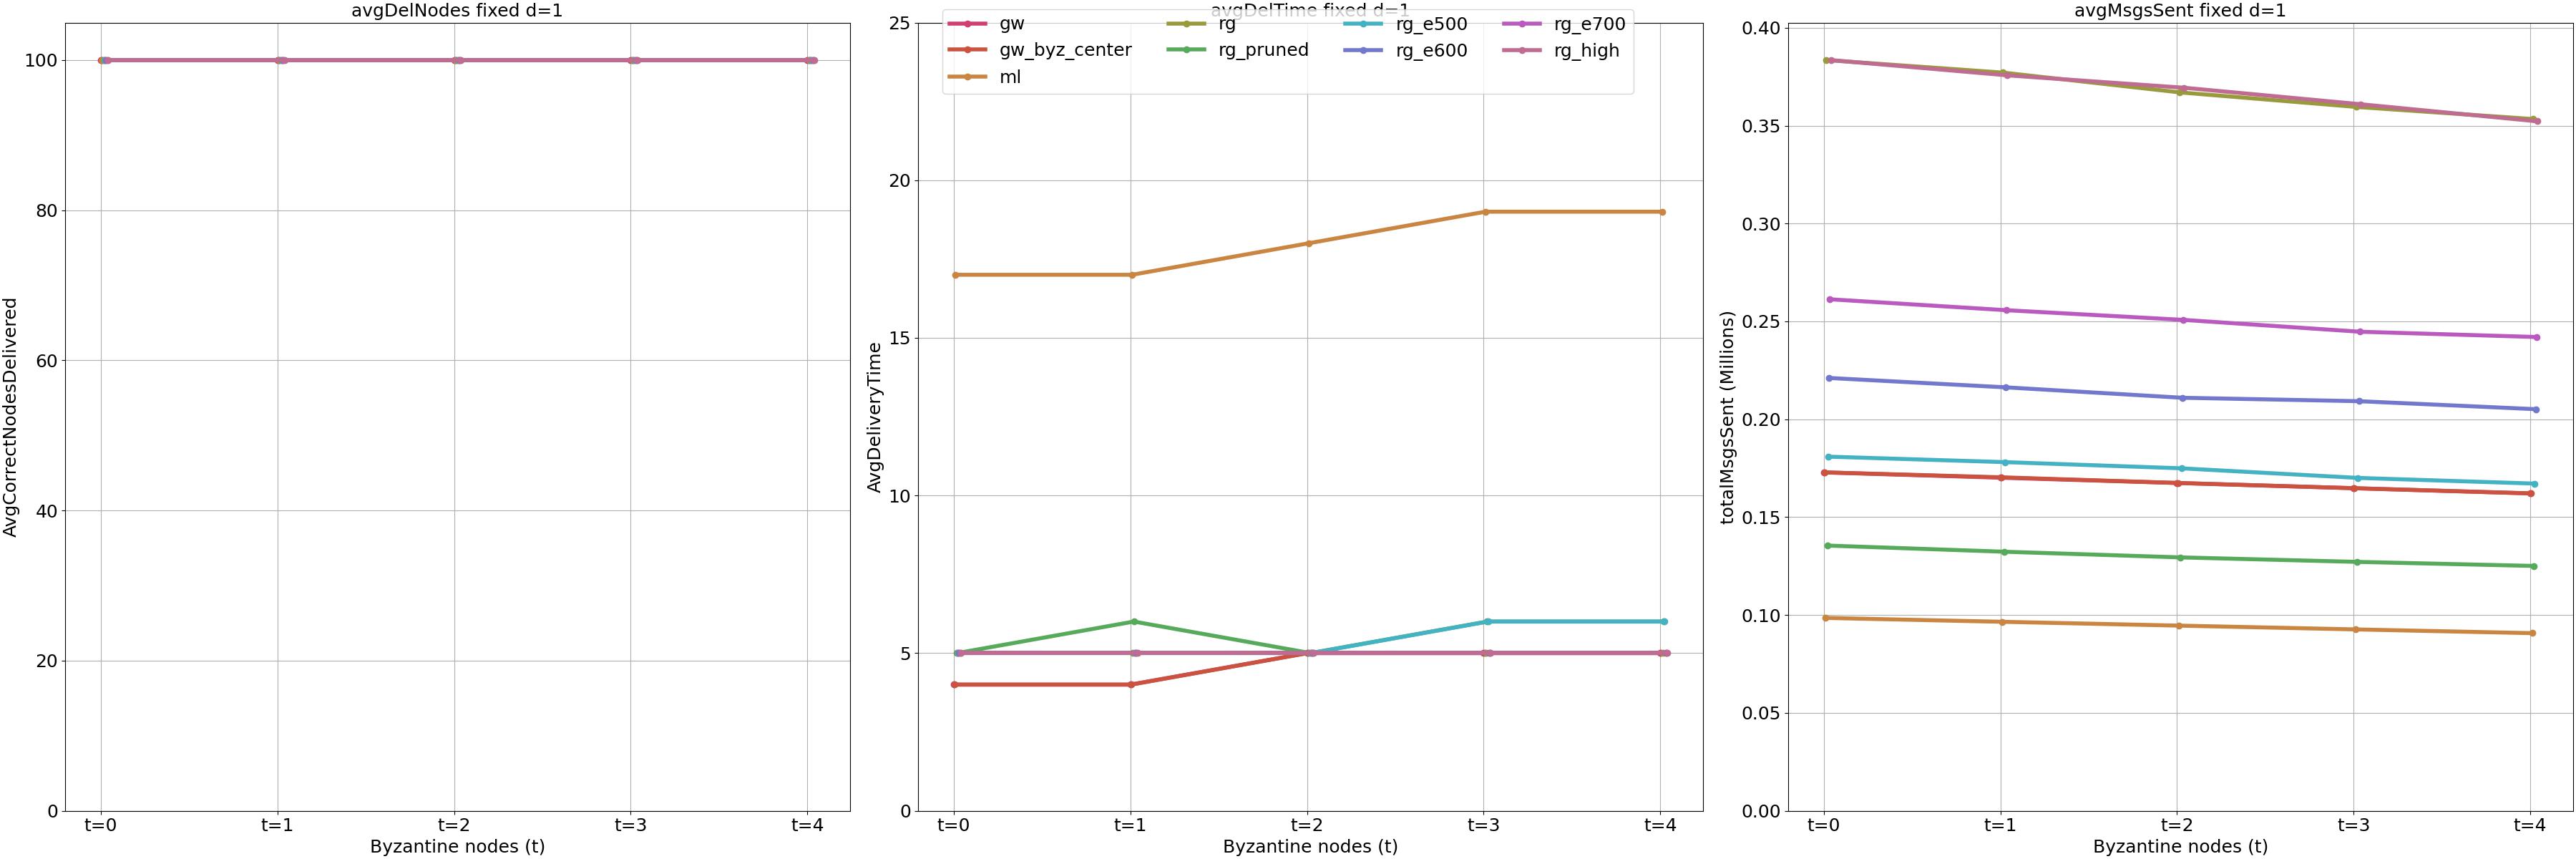 avgDelNodes fixed d=1
AvgCorrectNodesDelivered
100
80
60
40
20
0
t=0 t=1 t=2 t=3 t=4
Byzantine nodes (t)
avgDelTime fixed d=1
gw rg rg_e500 rg_e700
gw_byz_center rg_pruned rg_e600 rg_high
ml
AvgDeliveryTime
25
20
15
10
5
0
t=0 t=1 t=2 t=3 t=4
Byzantine nodes (t)
avgMsgsSent fixed d=1
totalMsgsSent (Millions)
0.40
0.35
0.30
0.25
0.20
0.15
0.10
0.05
0.00
t=0 t=1 t=2 t=3 t=4
Byzantine nodes (t)